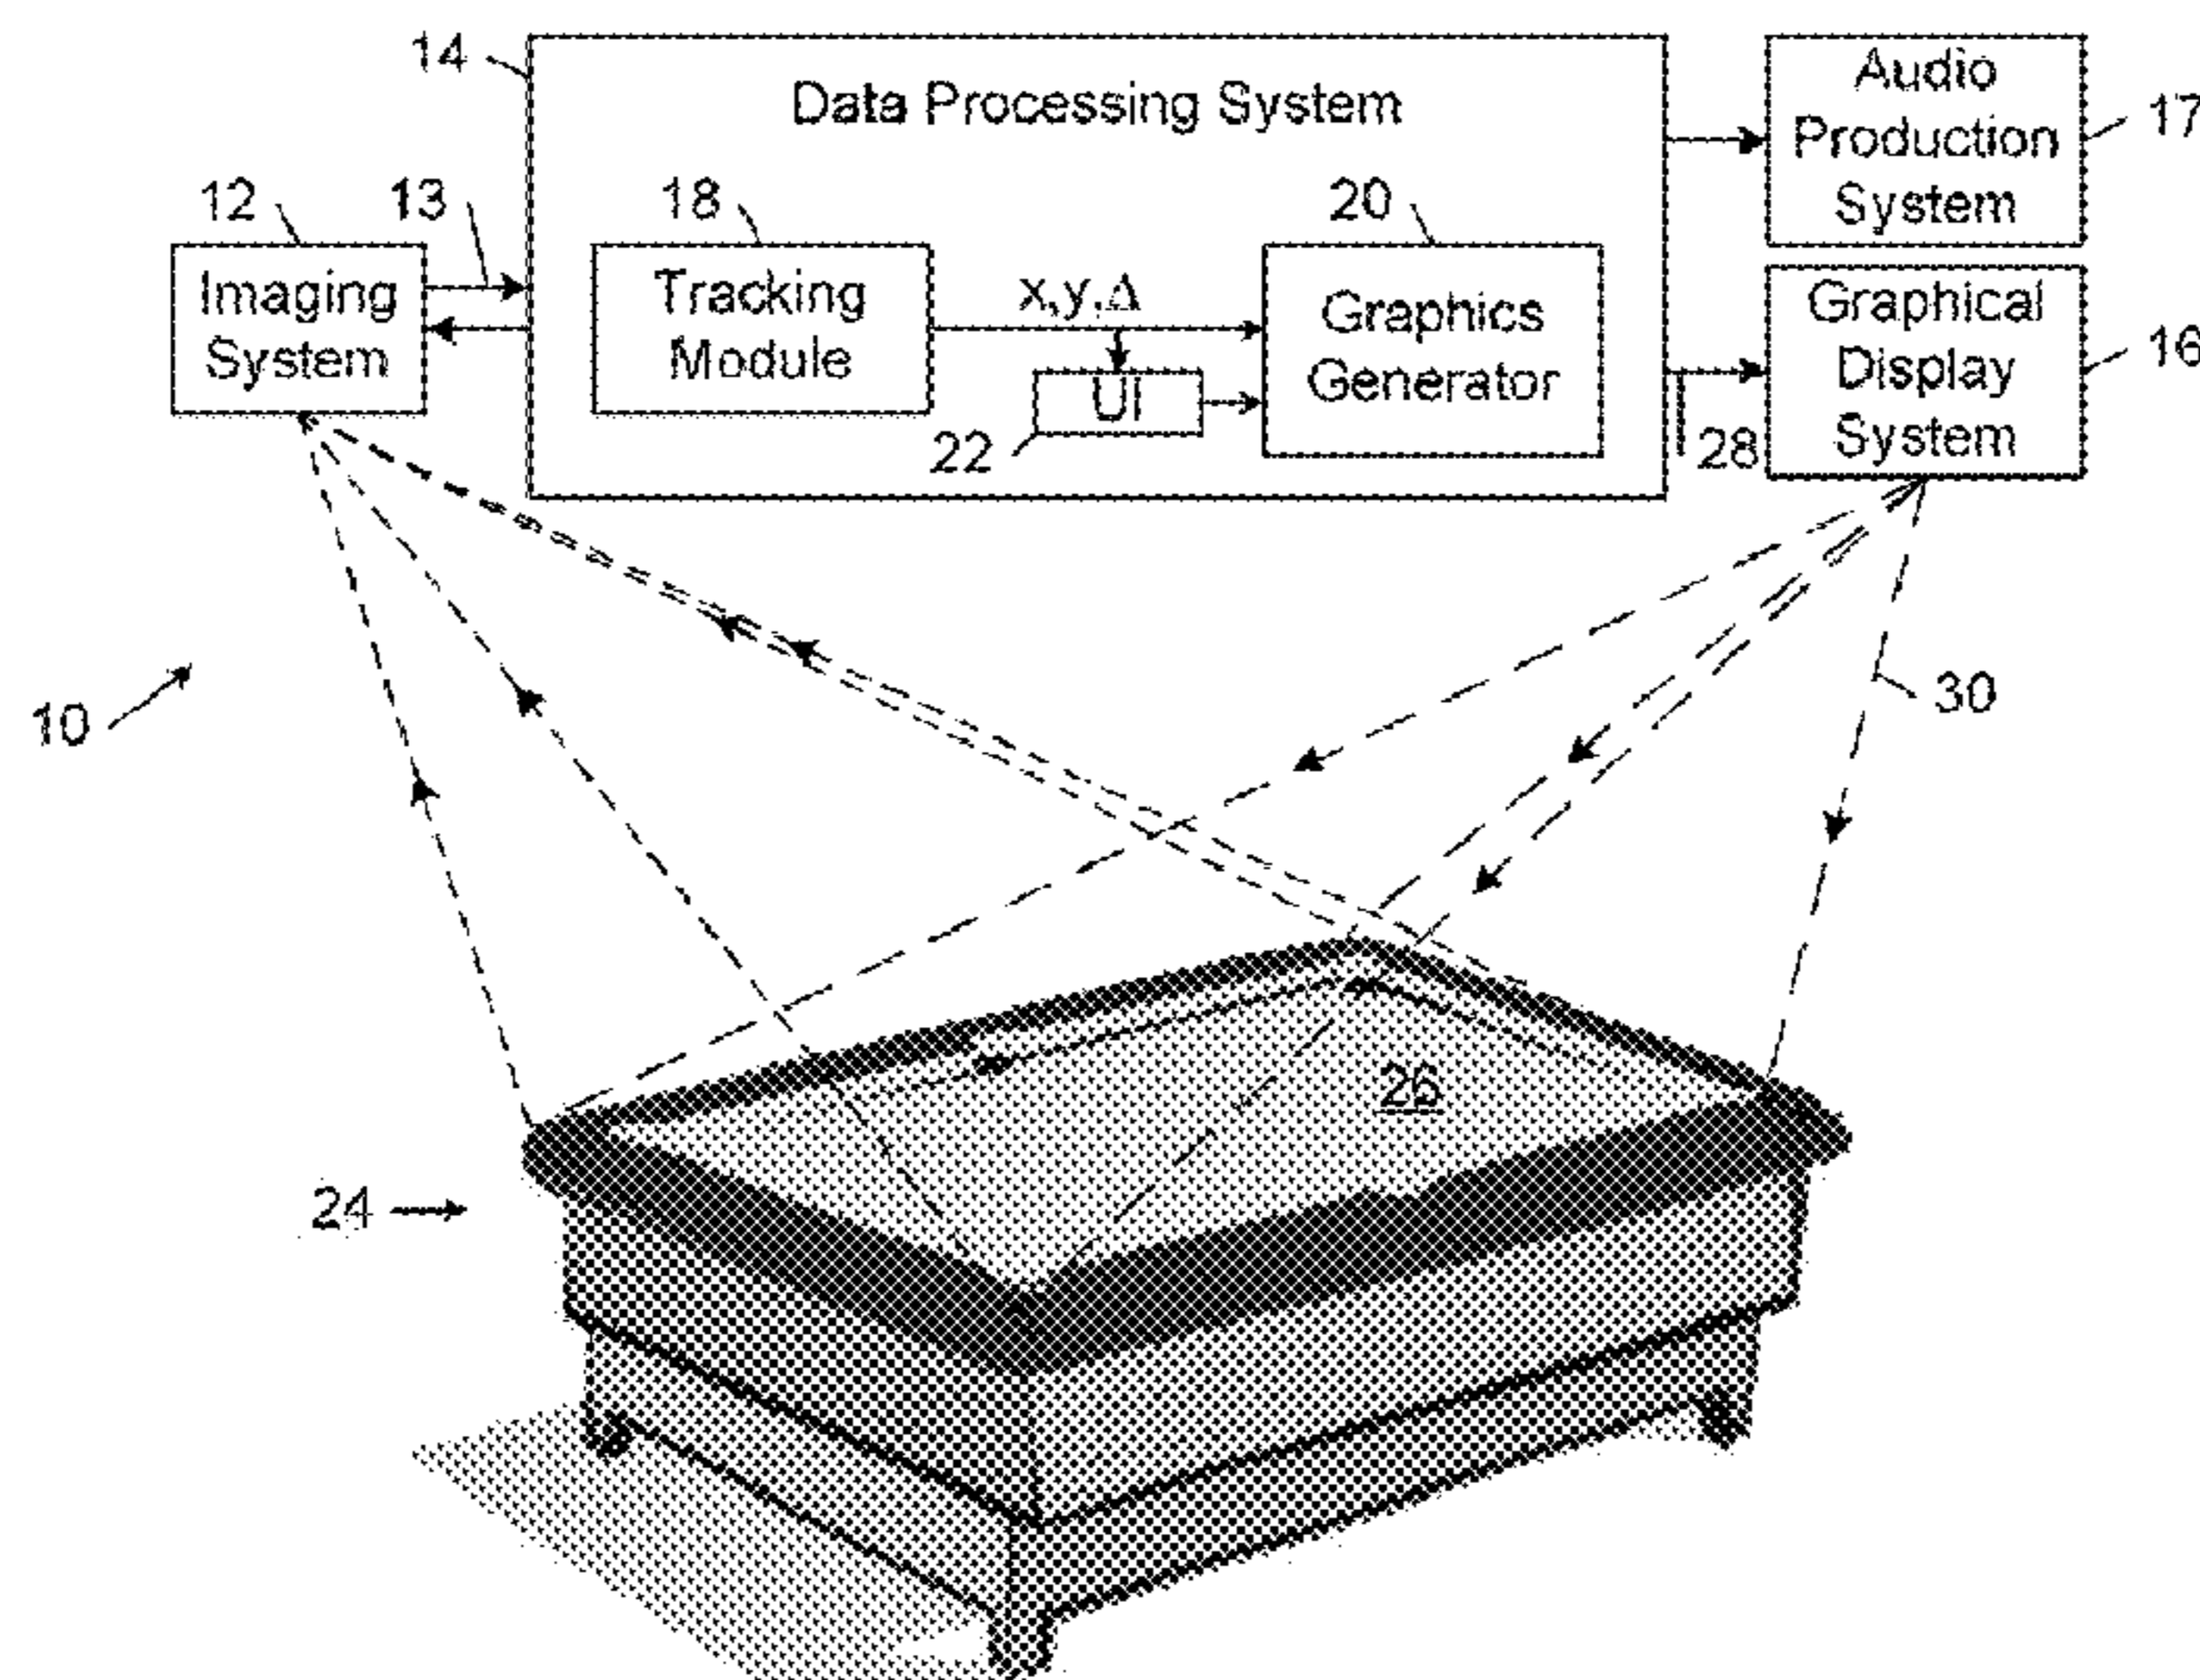 14
Data Processing System
Audio
Production
System
17
12
13
18
20
Imaging
System
Tracking
Module
x,y,Δ
UI
22
Graphics
Generator
28
Graphical
Display
System
16
10
30
26
24